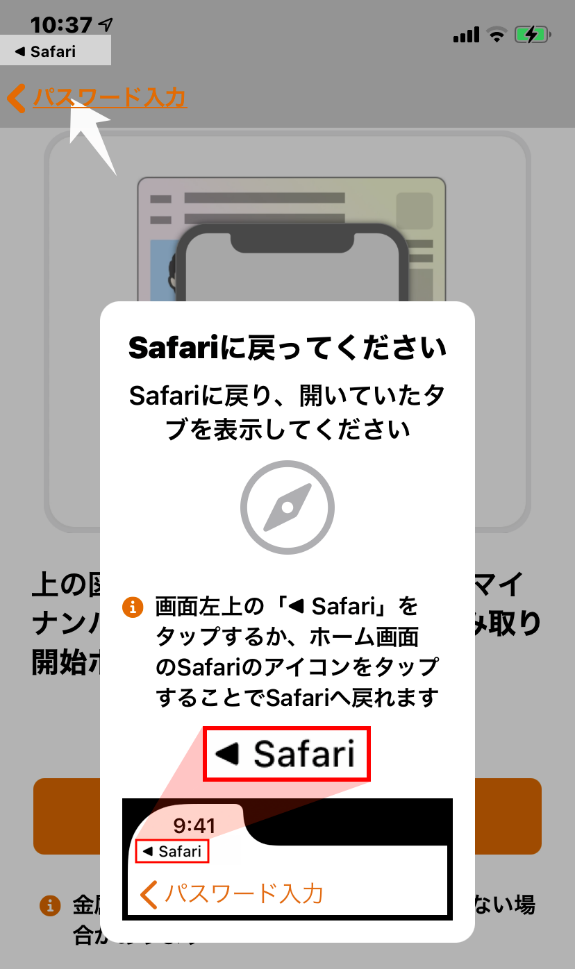 10:37
◀ Safari
パスワード入力
Safariに戻ってください
Safariに戻り、開いていたタ
ブを表示してください
上の図 マイ
ナンバ み取り
開始ボ
画面左上の「◀ Safari」を
タップするか、ホーム画面
のSafariのアイコンをタップ
することでSafariへ戻れます
◀ Safari
9:41
◀ Safari
パスワード入力
金属 ない場
合が